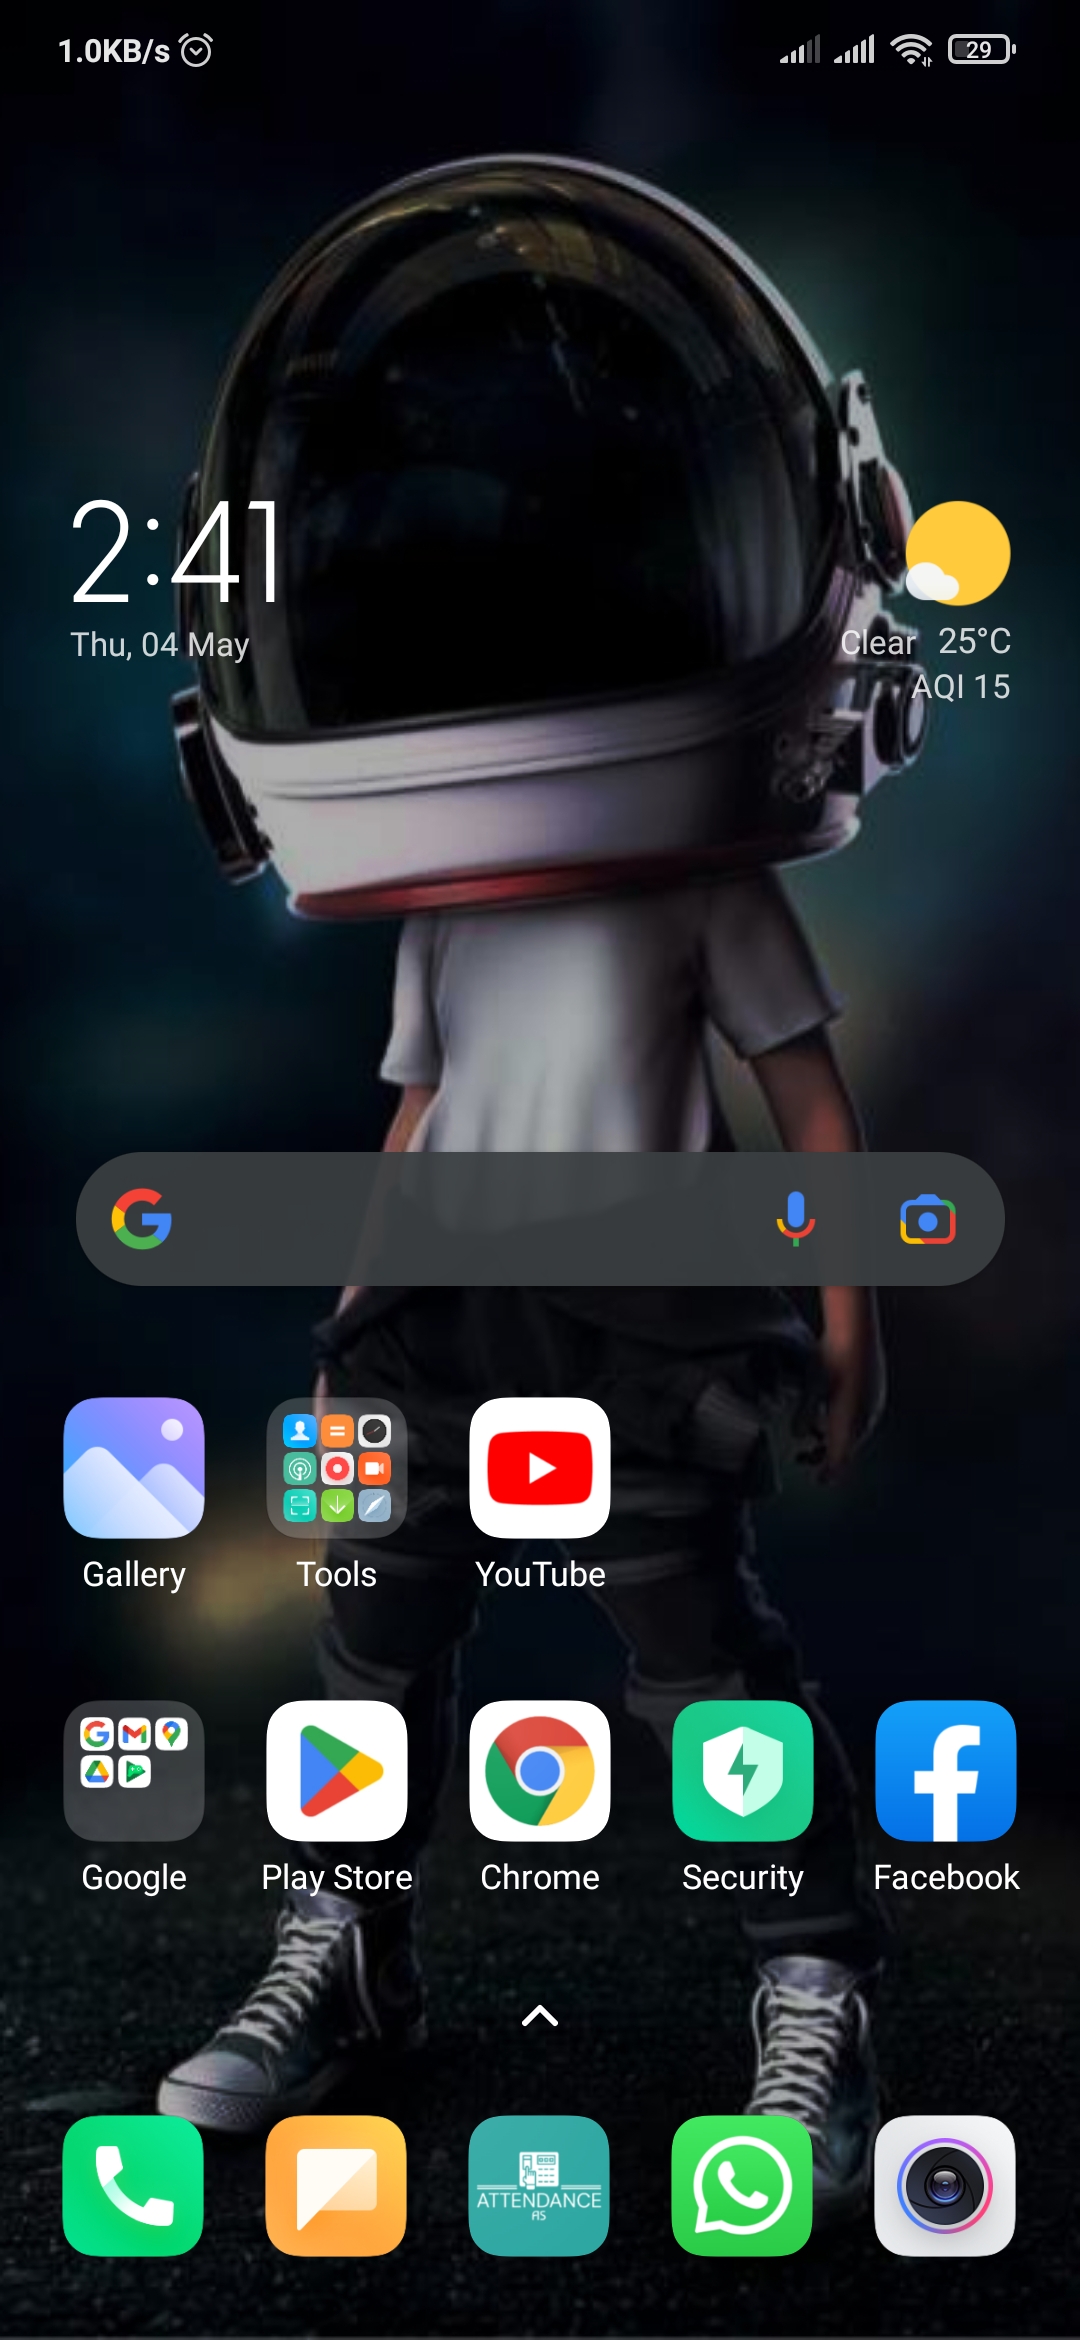 1.0KB/s
29
2:41
Thu, 04 May
Clear 25°C
AQI 15
Gallery
Tools
YouTube
Google
Play Store
Chrome
Security
Facebook
ATTENDANCE
AS